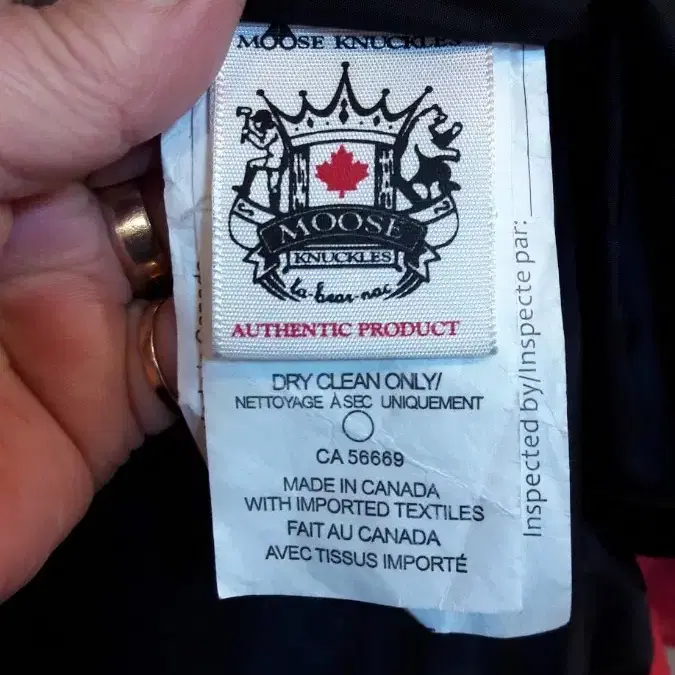 MOOSE KNUCKLES
MOOSE
KNUCKLES
la-bear-nac
AUTHENTIC PRODUCT
DRY CLEAN ONLY/
NETTOYAGE À SEC UNIQUEMENT
CA 56669
MADE IN CANADA
WITH IMPORTED TEXTILES
FAIT AU CANADA
AVEC TISSUS IMPORTÉ
Inspected by/Inspecte par: